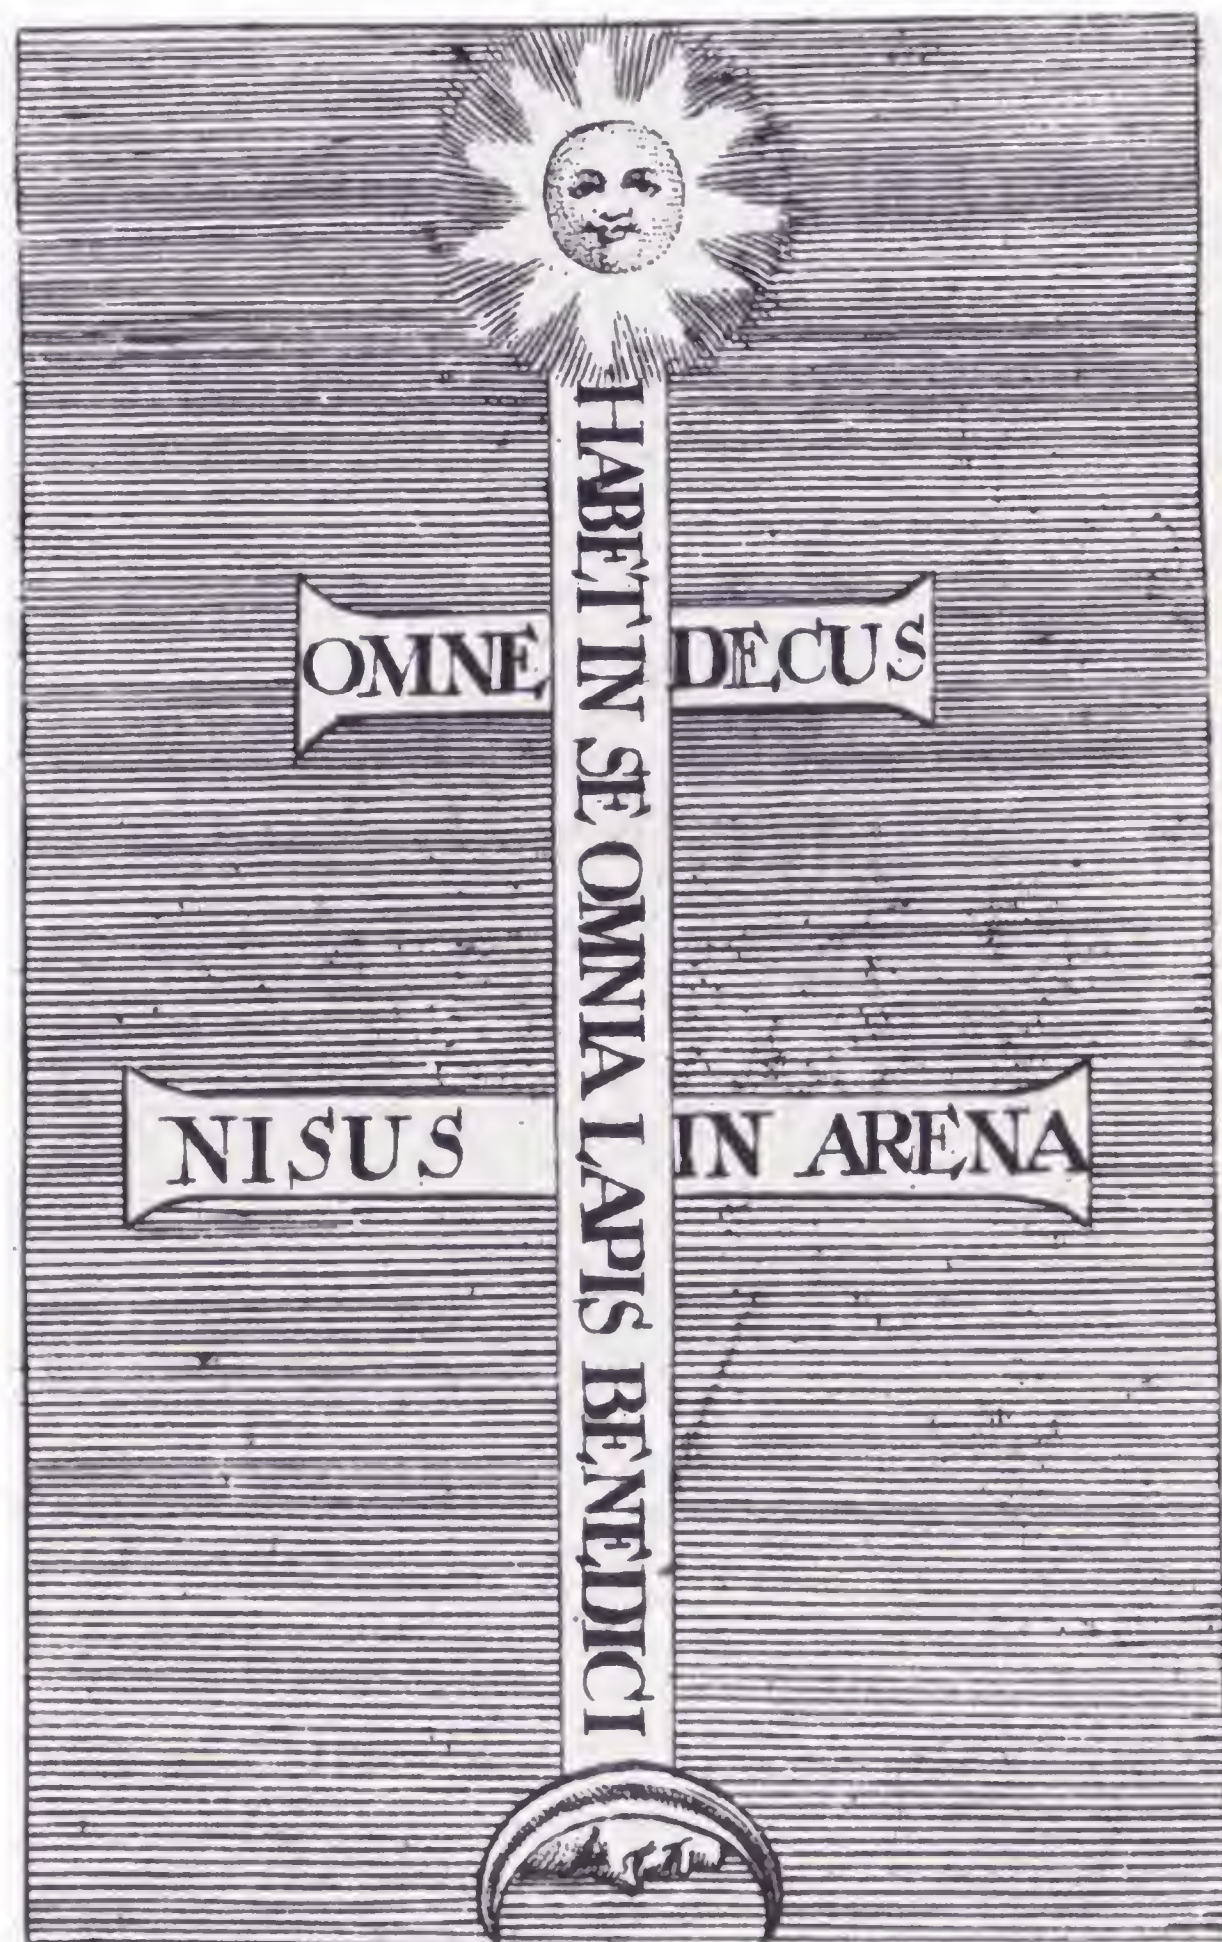 HABET IN SE OMNIA LAPIS BENEDICI
OMNE DECUS
NISUS IN ARENA